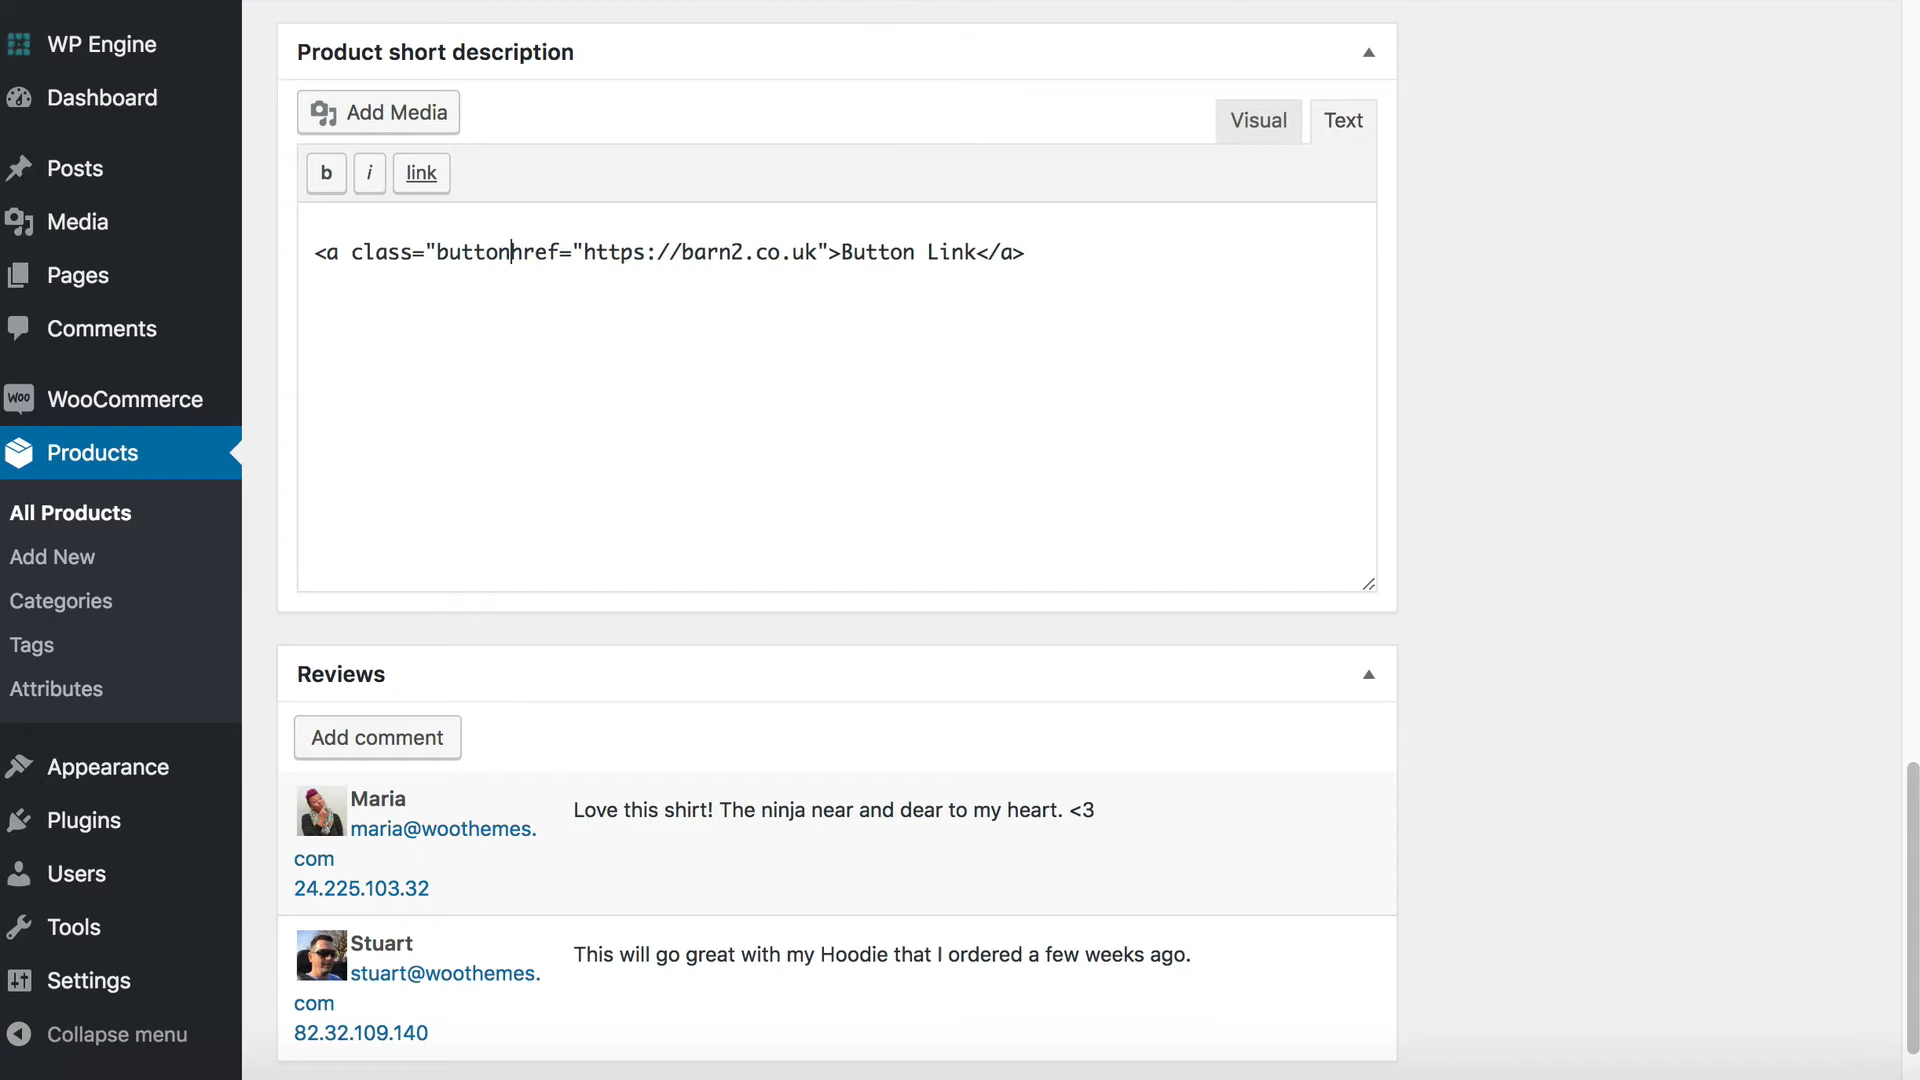 WP Engine
Dashboard
Posts
Media
Pages
Comments
Woo WooCommerce
Products
All Products
Add New
Categories
Tags
Attributes
Appearance
Plugins
Users
Tools
Settings
Collapse menu
Product short description
Add Media
Visual Text
b i link
<a class="buttonhref="https://barn2.co.uk">Button Link</a>
Reviews
Add comment
Maria
maria@woothemes.
com
24.225.103.32
Love this shirt! The ninja near and dear to my heart. <3
Stuart
stuart@woothemes.
com
82.32.109.140
This will go great with my Hoodie that I ordered a few weeks ago.